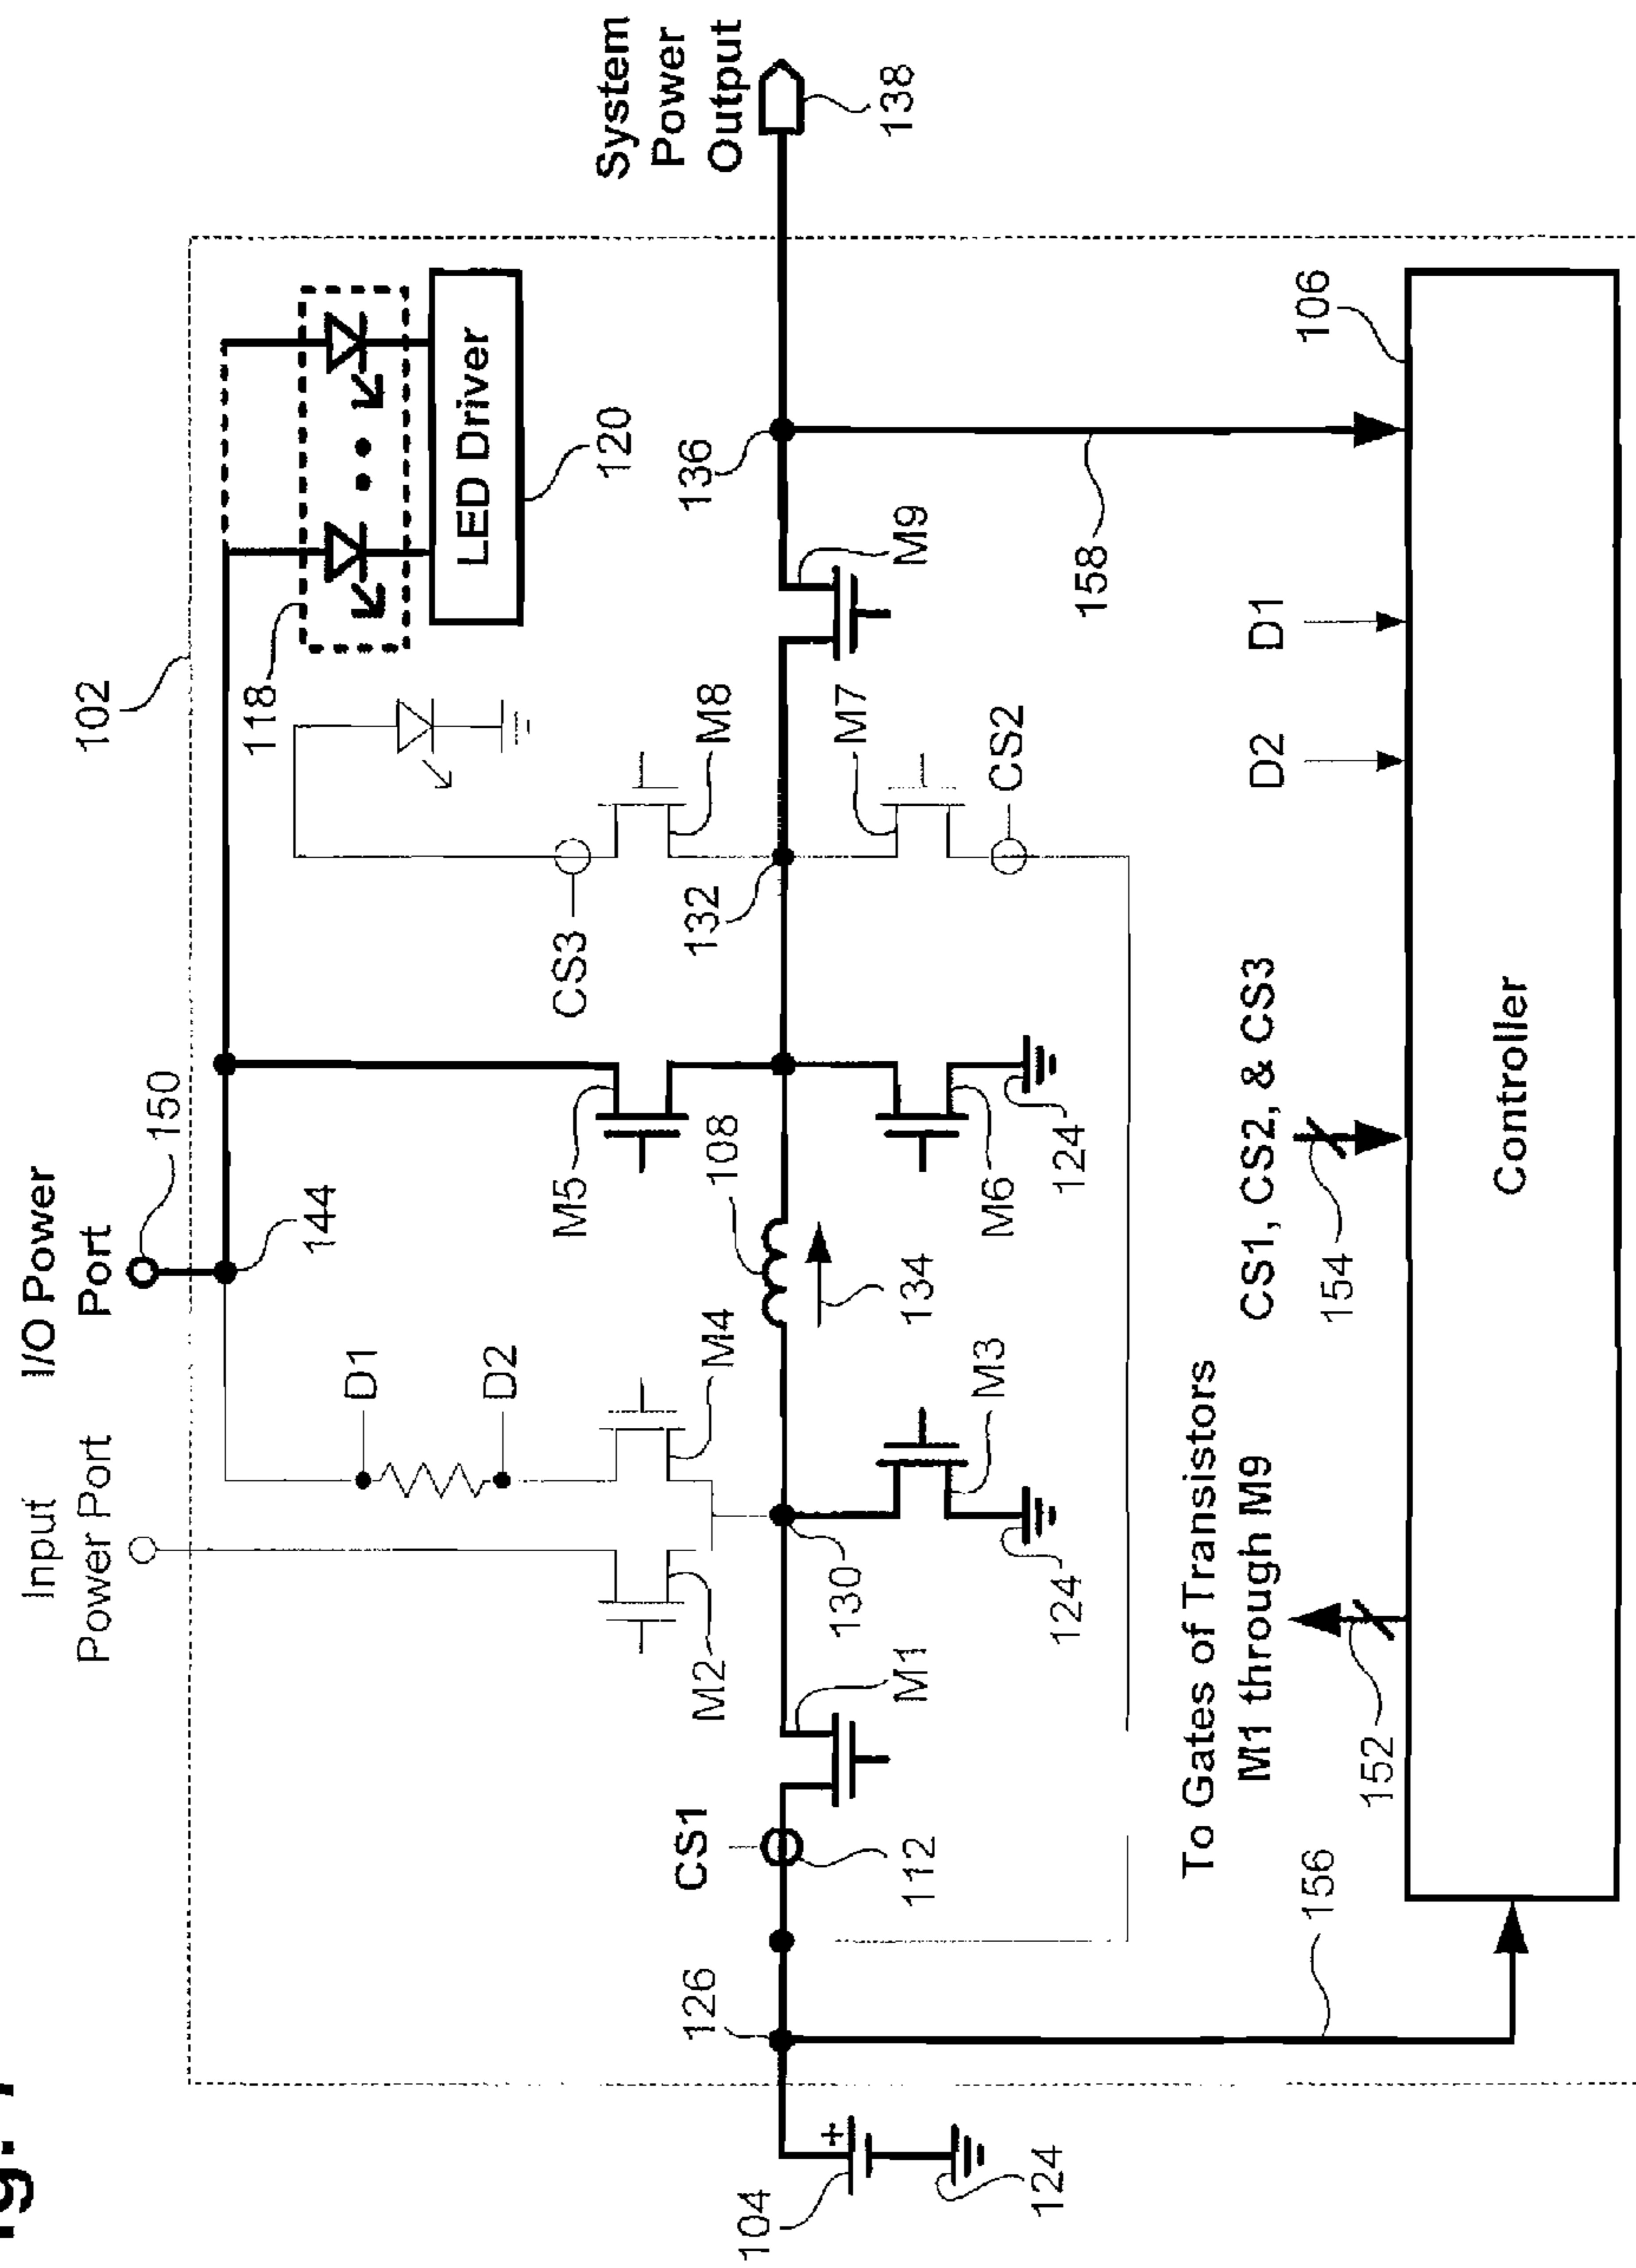 Input
Power Port
I/O Power
Port
150
144
102
118
LED Driver
120
D1
D2
M2
M4
M5
108
CS3
M8
System
Power
Output
138
104
124
126
CS1
112
M1
130
M3
124
134
M6
124
132
M7
CS2
M9
136
158
To Gates of Transistors
M1 through M9
152
156
CS1, CS2, & CS3
154
D2
D1
106
Controller